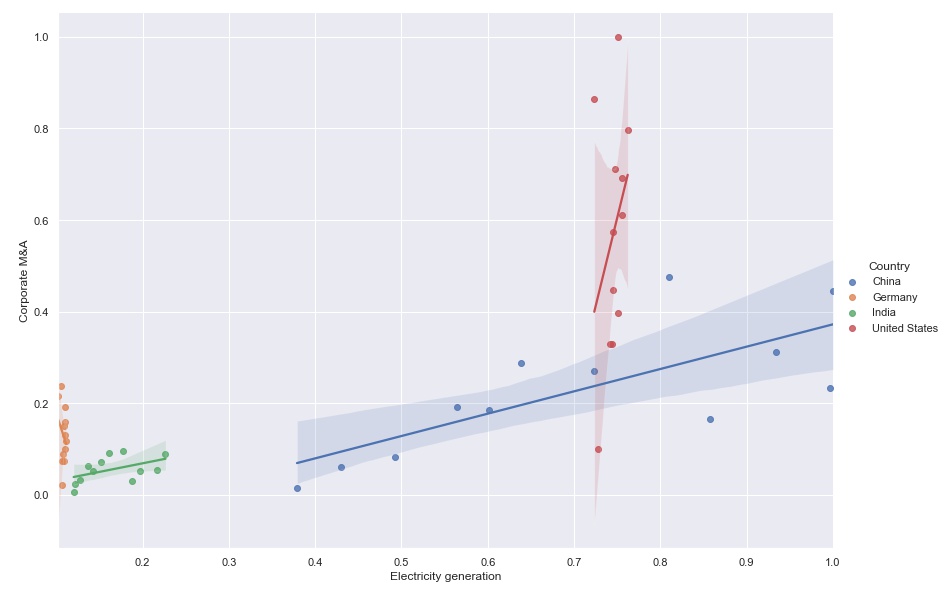 1.0
0.8
0.6
0.4
0.2
0.0
Corporate M&A
0.2 0.3 0.4 0.5 0.6 0.7 0.8 0.9 1.0
Electricity generation
Country
China
Germany
India
United States